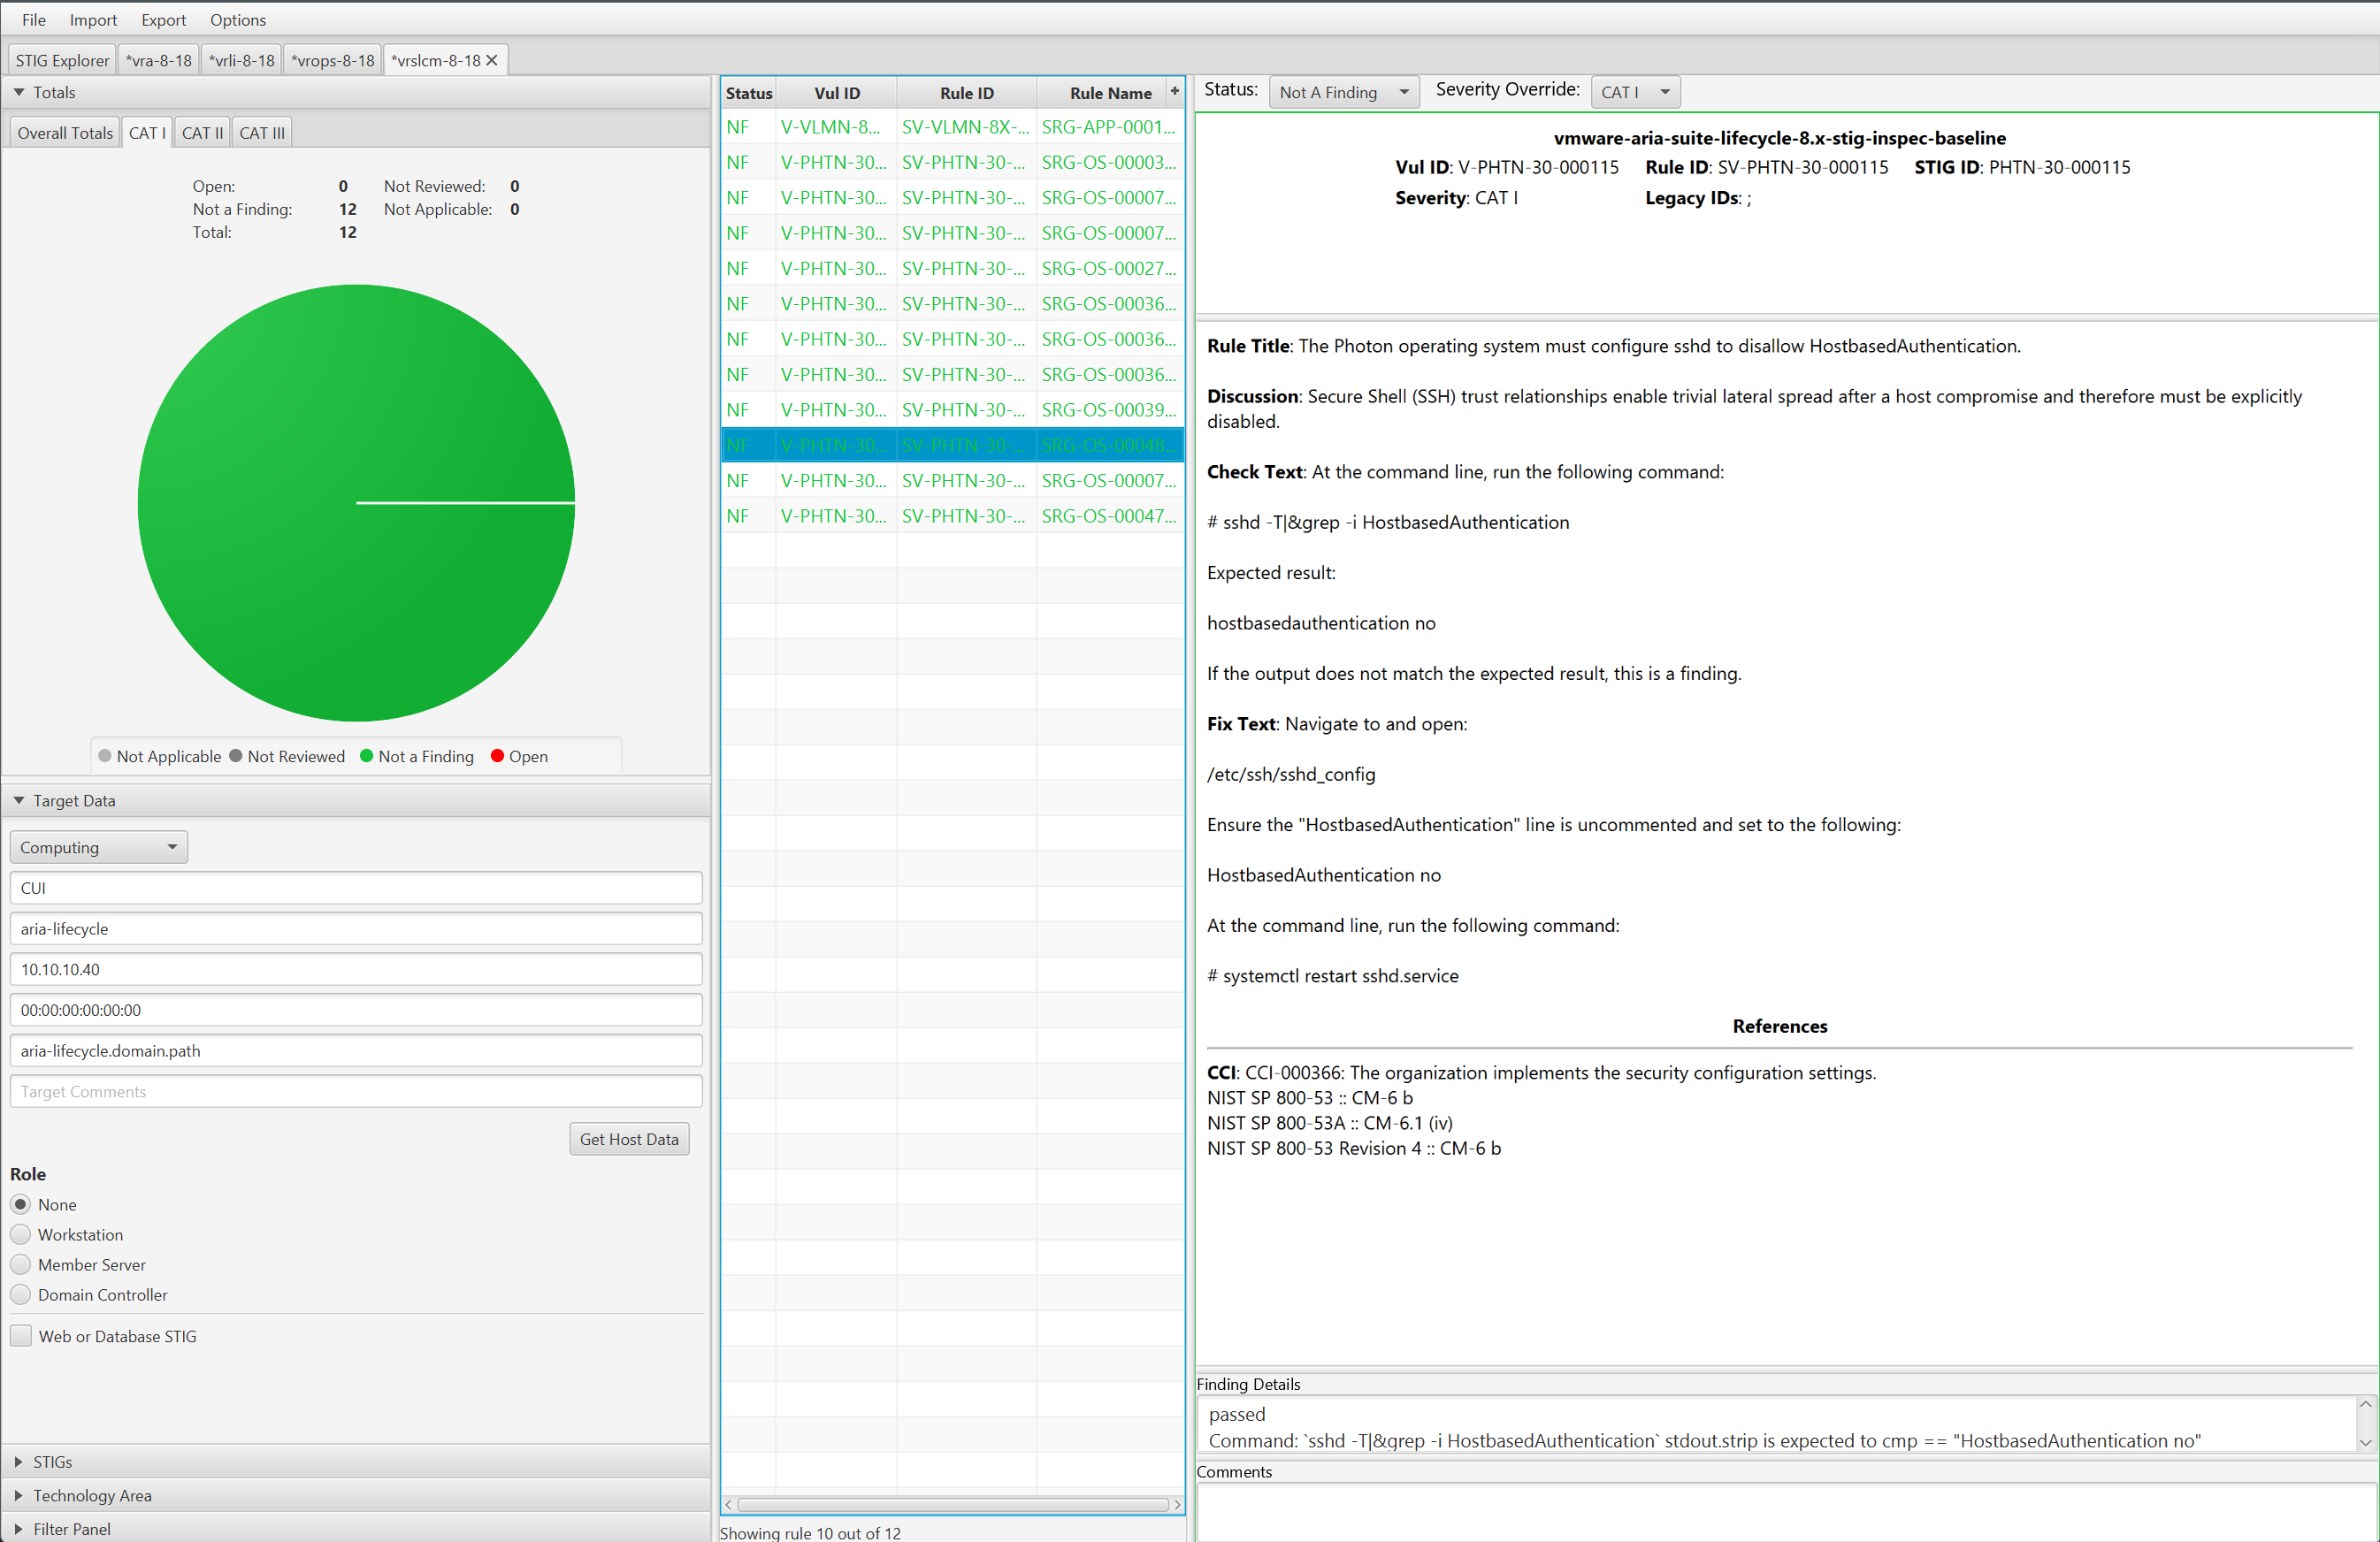 File Import Export Options
STIG Explorer *vra-8-18 *vrli-8-18 *vrops-8-18 *vrslcm-8-18
Totals
Overall Totals CAT I CAT II CAT III
Open: 0 Not Reviewed: 0
Not a Finding: 12 Not Applicable: 0
Total: 12
Not Applicable Not Reviewed Not a Finding Open
Target Data
Computing
CUI
aria-lifecycle
10.10.10.40
00:00:00:00:00:00
aria-lifecycle.domain.path
Target Comments
Get Host Data
Role
None
Workstation
Member Server
Domain Controller
Web or Database STIG
STIGs
Technology Area
Filter Panel
Status Vul ID Rule ID Rule Name +
NF V-VLMN-8... SV-VLMN-8X-... SRG-APP-0001...
NF V-PHTN-30... SV-PHTN-30-... SRG-OS-00003...
NF V-PHTN-30... SV-PHTN-30-... SRG-OS-00007...
NF V-PHTN-30... SV-PHTN-30-... SRG-OS-00007...
NF V-PHTN-30... SV-PHTN-30-... SRG-OS-00027...
NF V-PHTN-30... SV-PHTN-30-... SRG-OS-00036...
NF V-PHTN-30... SV-PHTN-30-... SRG-OS-00036...
NF V-PHTN-30... SV-PHTN-30-... SRG-OS-00036...
NF V-PHTN-30... SV-PHTN-30-... SRG-OS-00039...
NF V-PHTN-30... SV-PHTN-30-... SRG-OS-00048...
NF V-PHTN-30... SV-PHTN-30-... SRG-OS-00007...
NF V-PHTN-30... SV-PHTN-30-... SRG-OS-00047...
Showing rule 10 out of 12
Status: Not A Finding Severity Override: CAT I
vmware-aria-suite-lifecycle-8.x-stig-inspec-baseline
Vul ID: V-PHTN-30-000115 Rule ID: SV-PHTN-30-000115 STIG ID: PHTN-30-000115
Severity: CAT I Legacy IDs: ;
Rule Title: The Photon operating system must configure sshd to disallow HostbasedAuthentication.
Discussion: Secure Shell (SSH) trust relationships enable trivial lateral spread after a host compromise and therefore must be explicitly
disabled.
Check Text: At the command line, run the following command:
# sshd -T|&grep -i HostbasedAuthentication
Expected result:
hostbasedauthentication no
If the output does not match the expected result, this is a finding.
Fix Text: Navigate to and open:
/etc/ssh/sshd_config
Ensure the "HostbasedAuthentication" line is uncommented and set to the following:
HostbasedAuthentication no
At the command line, run the following command:
# systemctl restart sshd.service
References
CCI: CCI-000366: The organization implements the security configuration settings.
NIST SP 800-53 :: CM-6 b
NIST SP 800-53A :: CM-6.1 (iv)
NIST SP 800-53 Revision 4 :: CM-6 b
Finding Details
passed
Command: `sshd -T|&grep -i HostbasedAuthentication` stdout.strip is expected to cmp == "HostbasedAuthentication no"
Comments